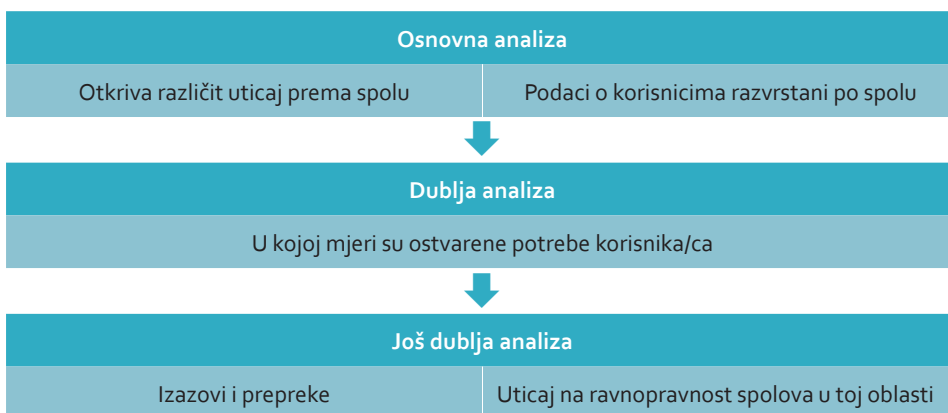 Osnovna analiza
Otkriva različit uticaj prema spolu
Podaci o korisnicima razvrstani po spolu
Dublja analiza
U kojoj mjeri su ostvarene potrebe korisnika/ca
Još dublja analiza
Izazovi i prepreke
Uticaj na ravnopravnost spolova u toj oblasti